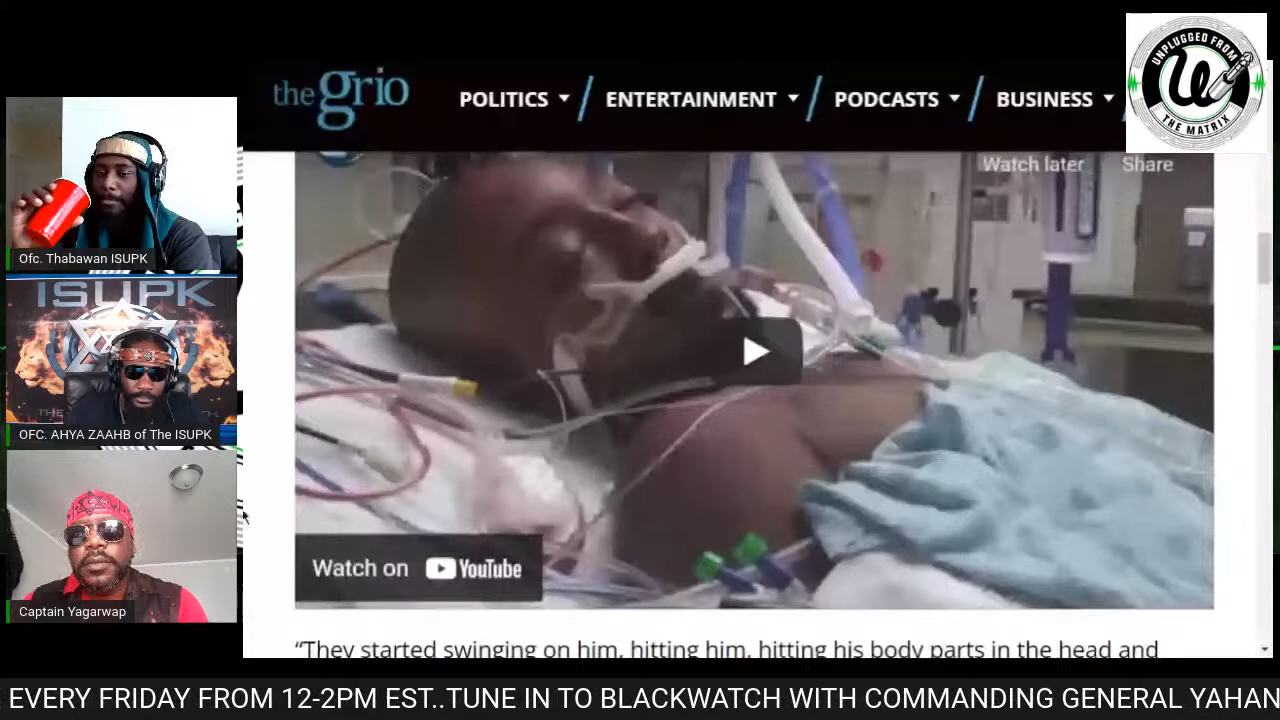 the grio
POLITICS
ENTERTAINMENT
PODCASTS
BUSINESS
UNPLUGGED FROM
THE MATRIX
Watch later
Share
Ofc. Thabawan ISUPK
ISUPK
OFC. AHYA ZAAHB of The ISUPK
Captain Yagarwap
Watch on YouTube
“They started swinging on him, hitting him, hitting his body parts in the head and
EVERY FRIDAY FROM 12-2PM EST..TUNE IN TO BLACKWATCH WITH COMMANDING GENERAL YAHAN